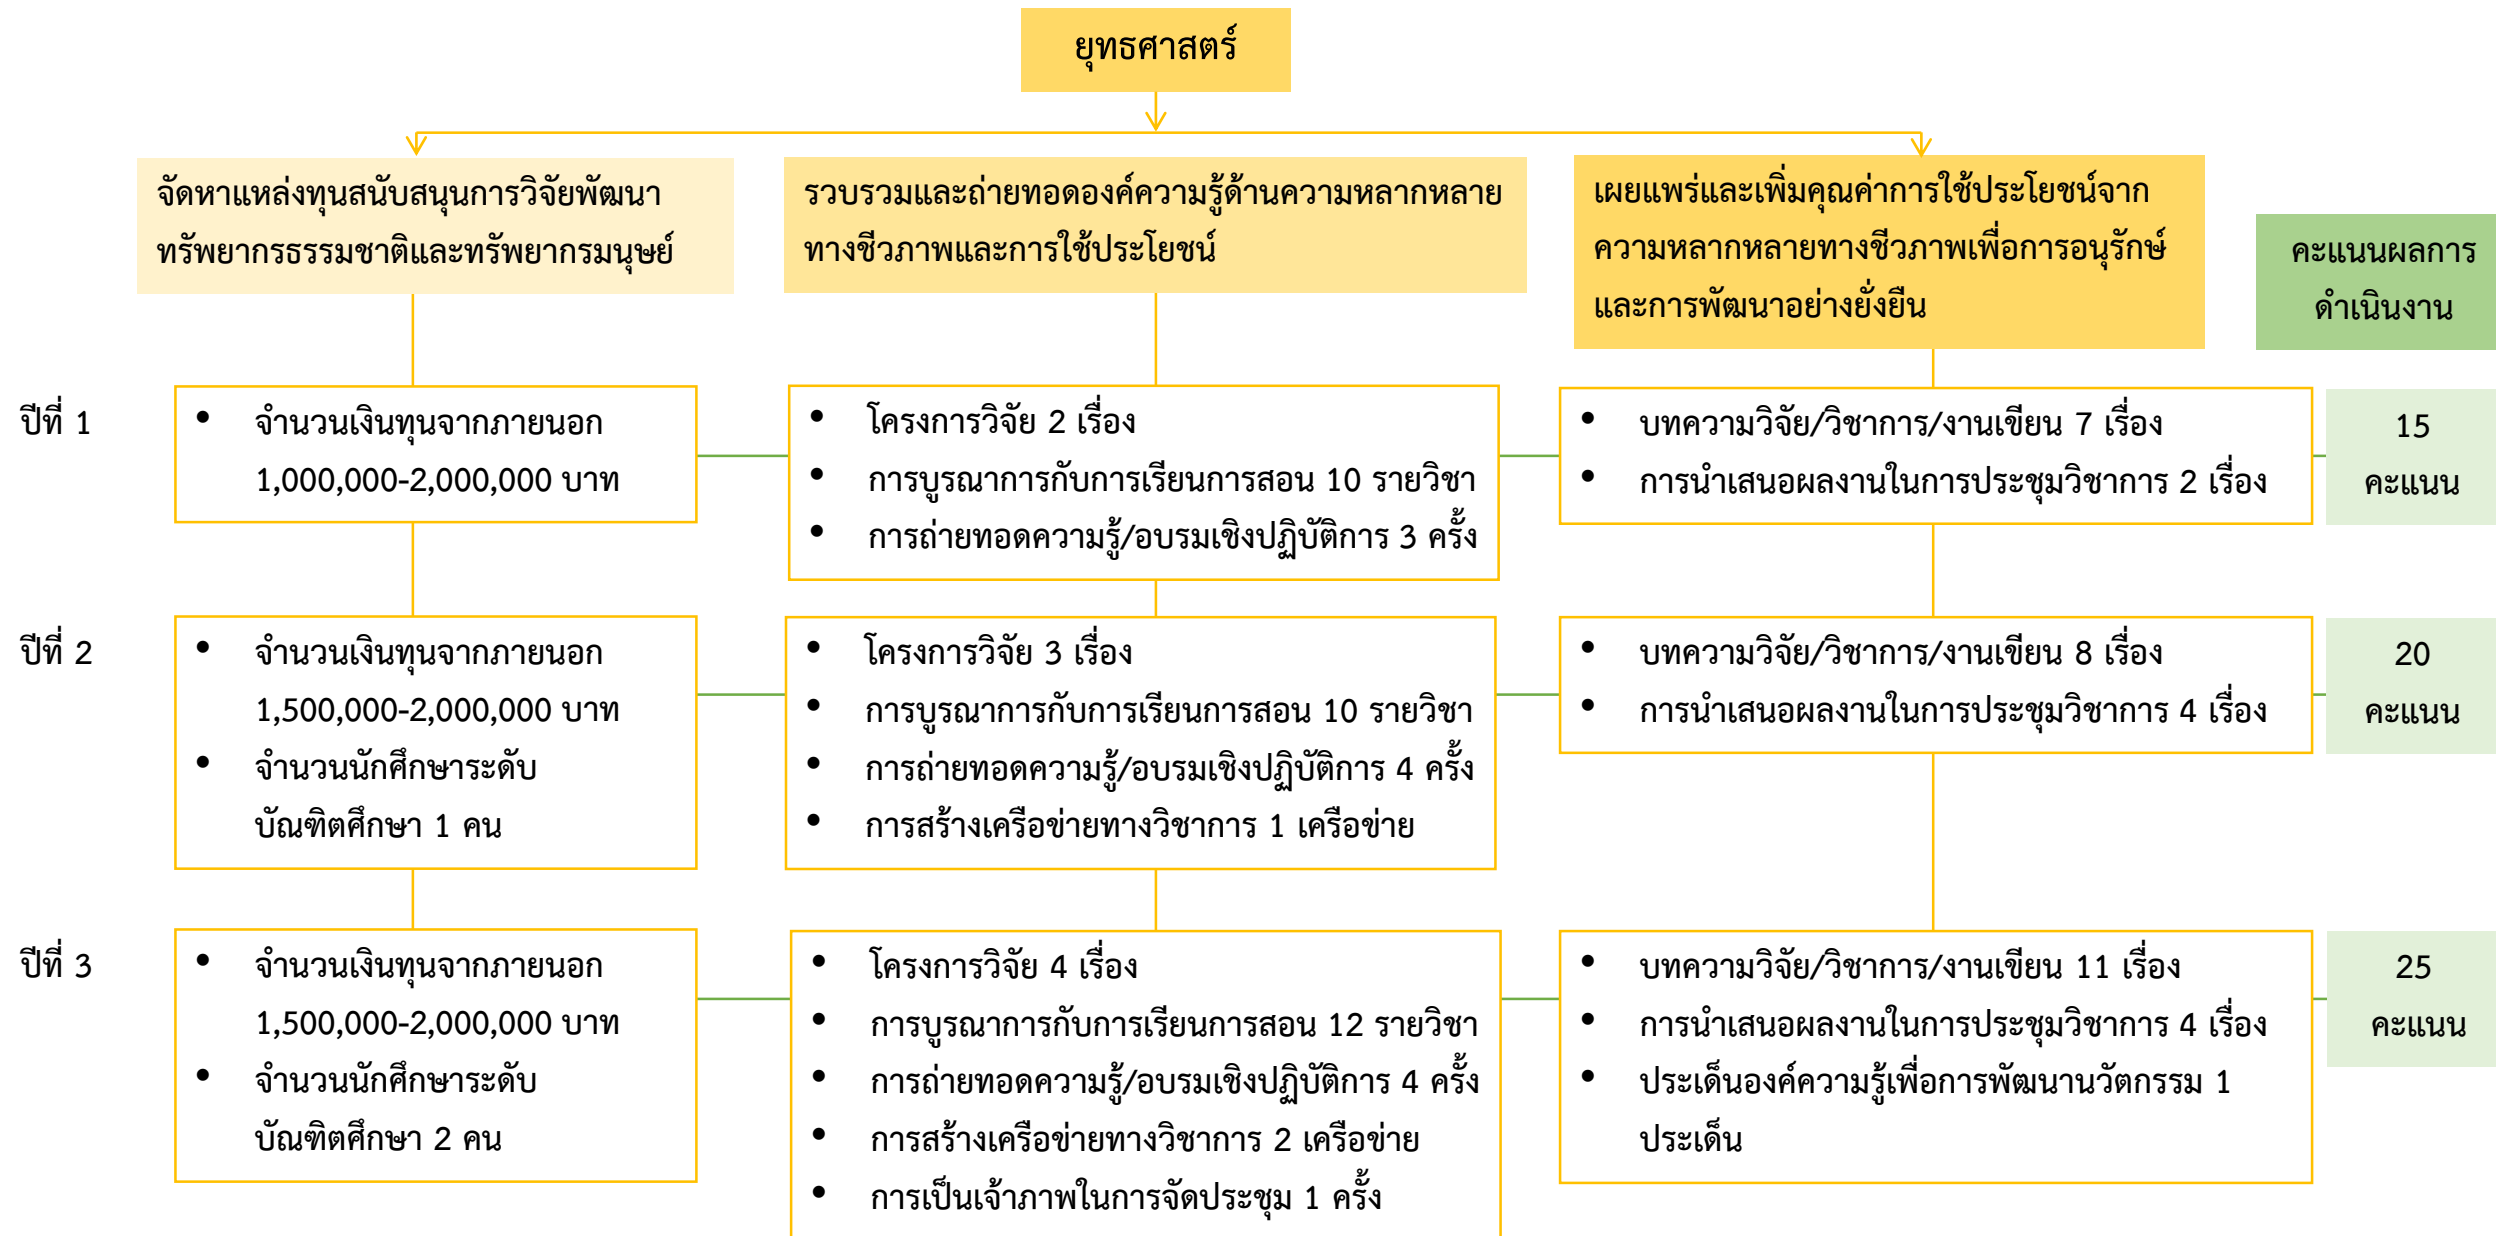 ยุทธศาสตร์
จัดหาแหล่งทุนสนับสนุนการวิจัยพัฒนา
ทรัพยากรธรรมชาติและทรัพยากรมนุษย์
รวบรวมและถ่ายทอดองค์ความรู้ด้านความหลากหลาย
ทางชีวภาพและการใช้ประโยชน์
เผยแพร่และเพิ่มคุณค่าการใช้ประโยชน์จาก
ความหลากหลายทางชีวภาพเพื่อการอนุรักษ์
และการพัฒนาอย่างยั่งยืน
คะแนนผลการ
ดำเนินงาน
ปีที่ 1
• จำนวนเงินทุนจากภายนอก
1,000,000-2,000,000 บาท
• โครงการวิจัย 2 เรื่อง
• การบูรณาการกับการเรียนการสอน 10 รายวิชา
• การถ่ายทอดความรู้/อบรมเชิงปฏิบัติการ 3 ครั้ง
• บทความวิจัย/วิชาการ/งานเขียน 7 เรื่อง
• การนำเสนอผลงานในการประชุมวิชาการ 2 เรื่อง
15
คะแนน
ปีที่ 2
• จำนวนเงินทุนจากภายนอก
1,500,000-2,000,000 บาท
• จำนวนนักศึกษาระดับ
บัณฑิตศึกษา 1 คน
• โครงการวิจัย 3 เรื่อง
• การบูรณาการกับการเรียนการสอน 10 รายวิชา
• การถ่ายทอดความรู้/อบรมเชิงปฏิบัติการ 4 ครั้ง
• การสร้างเครือข่ายทางวิชาการ 1 เครือข่าย
• บทความวิจัย/วิชาการ/งานเขียน 8 เรื่อง
• การนำเสนอผลงานในการประชุมวิชาการ 4 เรื่อง
20
คะแนน
ปีที่ 3
• จำนวนเงินทุนจากภายนอก
1,500,000-2,000,000 บาท
• จำนวนนักศึกษาระดับ
บัณฑิตศึกษา 2 คน
• โครงการวิจัย 4 เรื่อง
• การบูรณาการกับการเรียนการสอน 12 รายวิชา
• การถ่ายทอดความรู้/อบรมเชิงปฏิบัติการ 4 ครั้ง
• การสร้างเครือข่ายทางวิชาการ 2 เครือข่าย
• การเป็นเจ้าภาพในการจัดประชุม 1 ครั้ง
• บทความวิจัย/วิชาการ/งานเขียน 11 เรื่อง
• การนำเสนอผลงานในการประชุมวิชาการ 4 เรื่อง
• ประเด็นองค์ความรู้เพื่อการพัฒนานวัตกรรม 1
ประเด็น
25
คะแนน